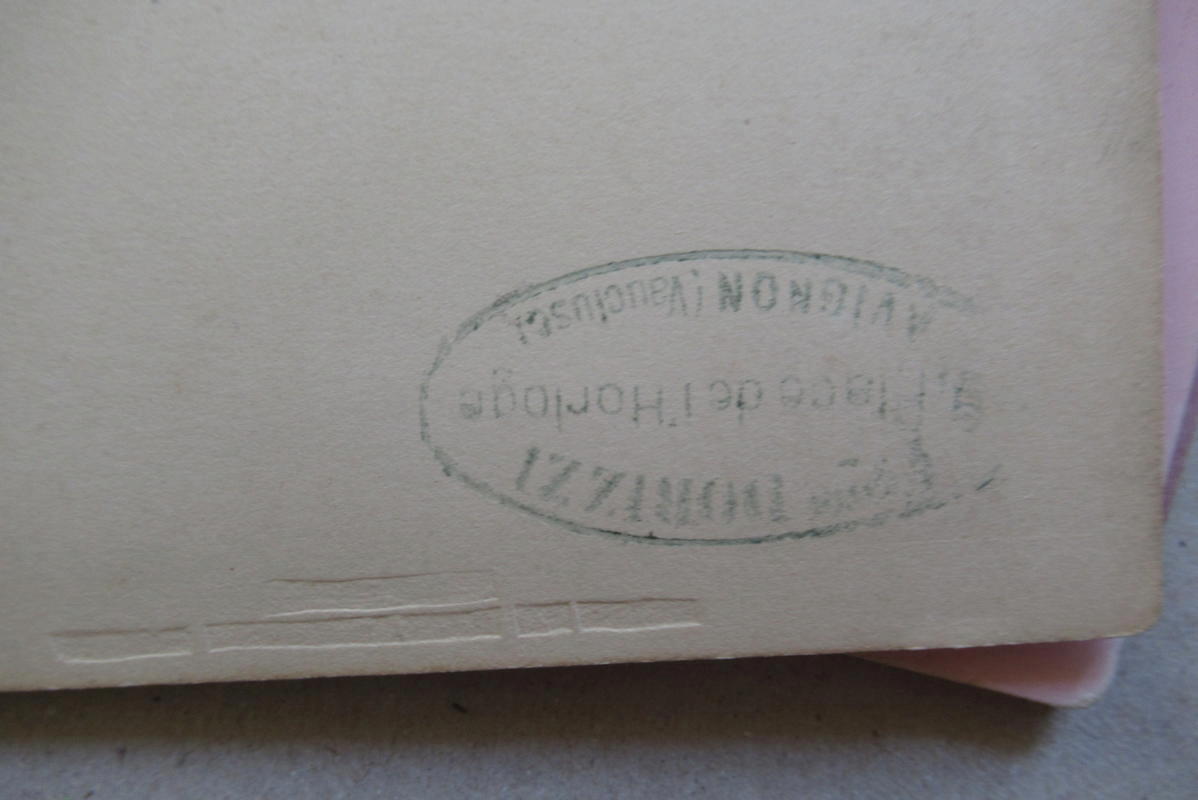 DORIZZI
Place de l'Horloge
AVIGNON (Vaucluse)